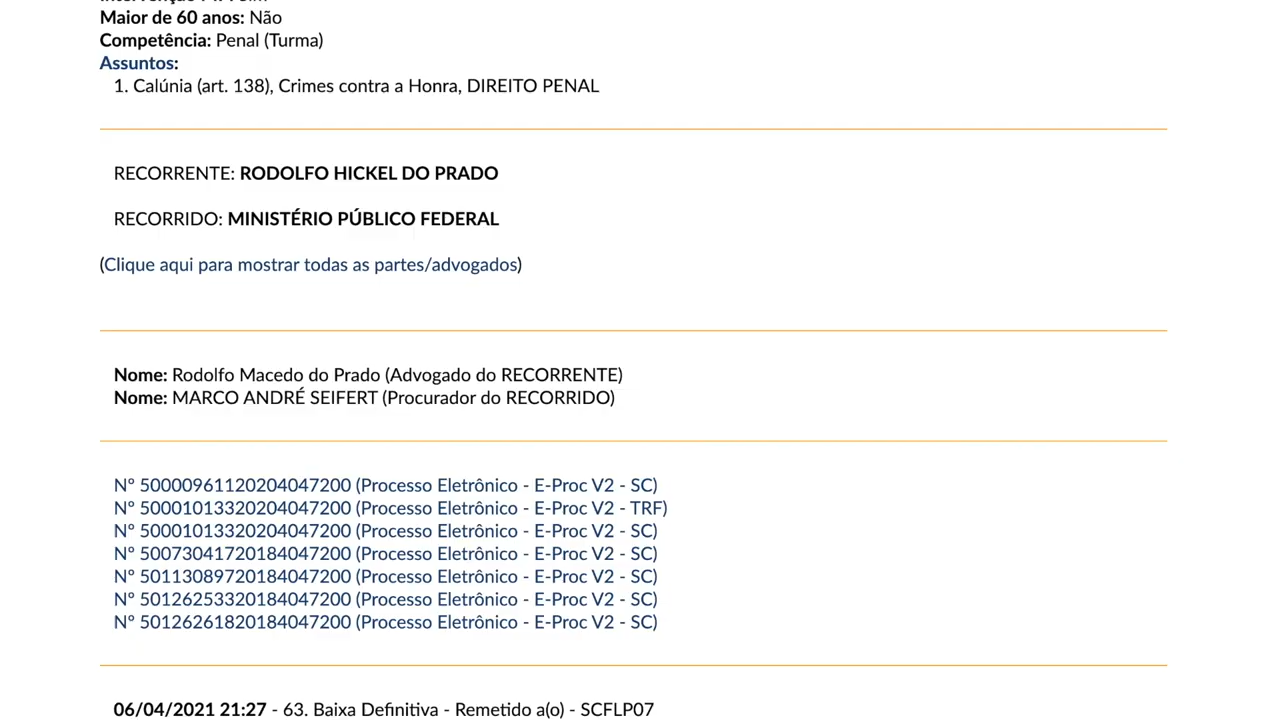 Maior de 60 anos: Não
Competência: Penal (Turma)
Assuntos:
1. Calúnia (art. 138), Crimes contra a Honra, DIREITO PENAL
RECORRENTE: RODOLFO HICKEL DO PRADO
RECORRIDO: MINISTÉRIO PÚBLICO FEDERAL
(Clique aqui para mostrar todas as partes/advogados)
Nome: Rodolfo Macedo do Prado (Advogado do RECORRENTE)
Nome: MARCO ANDRÉ SEIFERT (Procurador do RECORRIDO)
Nº 50000961120204047200 (Processo Eletrônico - E-Proc V2 - SC)
Nº 50001013320204047200 (Processo Eletrônico - E-Proc V2 - TRF)
Nº 50001013320204047200 (Processo Eletrônico - E-Proc V2 - SC)
Nº 50073041720184047200 (Processo Eletrônico - E-Proc V2 - SC)
Nº 50113089720184047200 (Processo Eletrônico - E-Proc V2 - SC)
Nº 50126253320184047200 (Processo Eletrônico - E-Proc V2 - SC)
Nº 50126261820184047200 (Processo Eletrônico - E-Proc V2 - SC)
06/04/2021 21:27 - 63. Baixa Definitiva - Remetido a(o) - SCFLP07